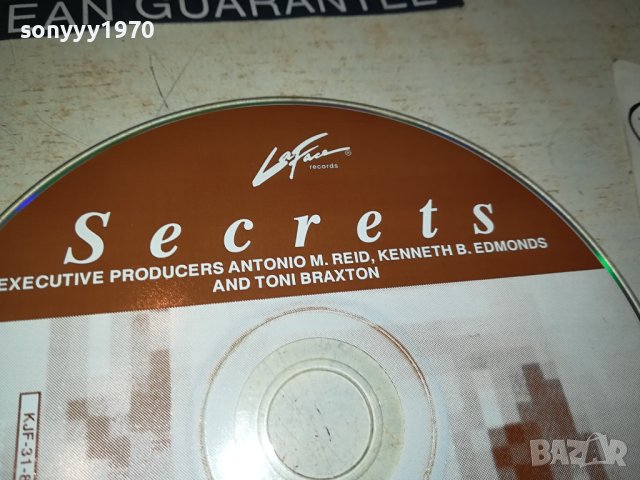 EAN GUARANTEE
sonyyy1970
LaFace
records
®
Secrets
EXECUTIVE PRODUCERS ANTONIO M. REID, KENNETH B. EDMONDS
AND TONI BRAXTON
KJF-31-8
BAZAR